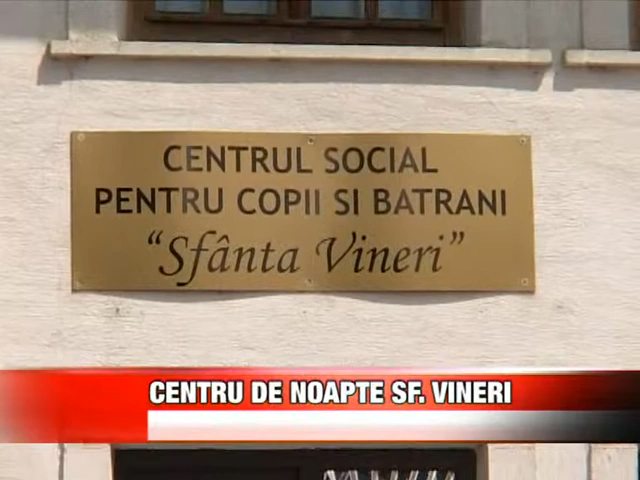 CENTRUL SOCIAL
PENTRU COPII SI BATRANI
“Sfânta Vineri”
CENTRU DE NOAPTE SF. VINERI